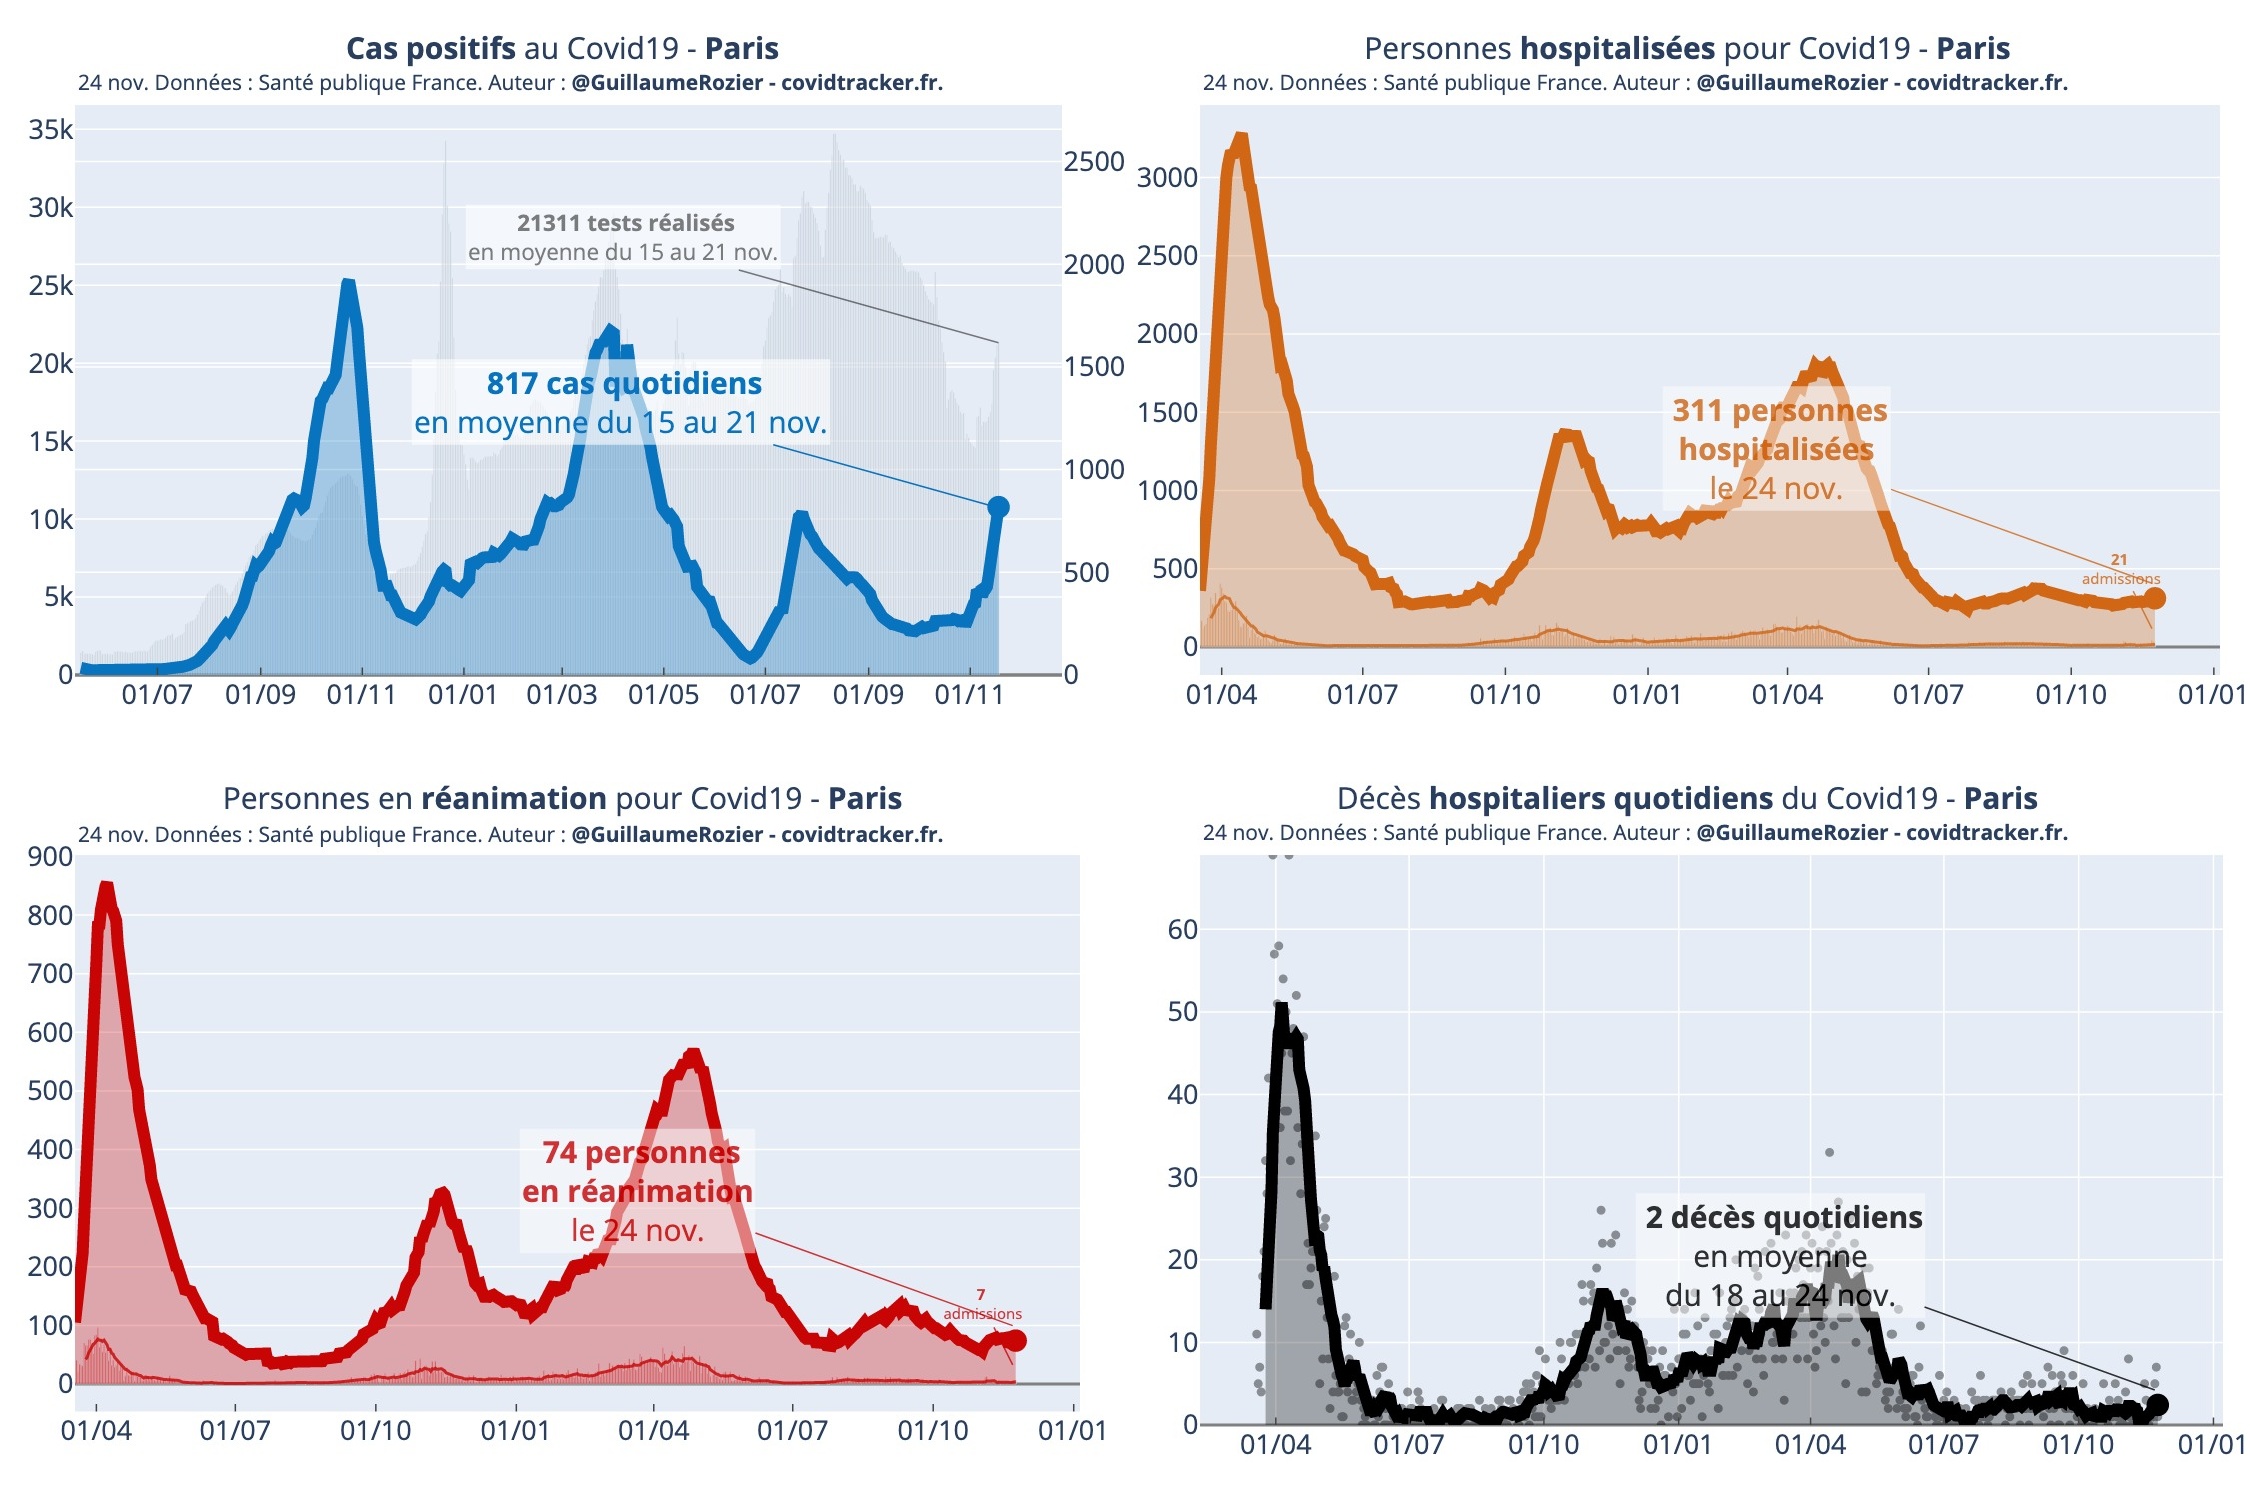 Cas positifs au Covid19 - Paris
24 nov. Données : Santé publique France. Auteur : @GuillaumeRozier - covidtracker.fr.
35k
30k
25k
20k
15k
10k
5k
0
2500
2000
1500
1000
500
0
21311 tests réalisés
en moyenne du 15 au 21 nov.
817 cas quotidiens
en moyenne du 15 au 21 nov.
01/07 01/09 01/11 01/01 01/03 01/05 01/07 01/09 01/11
Personnes hospitalisées pour Covid19 - Paris
24 nov. Données : Santé publique France. Auteur : @GuillaumeRozier - covidtracker.fr.
3000
2500
2000
1500
1000
500
0
311 personnes
hospitalisées
le 24 nov.
21
admissions
01/04 01/07 01/10 01/01 01/04 01/07 01/10 01/01
Personnes en réanimation pour Covid19 - Paris
24 nov. Données : Santé publique France. Auteur : @GuillaumeRozier - covidtracker.fr.
900
800
700
600
500
400
300
200
100
0
74 personnes
en réanimation
le 24 nov.
7
admissions
01/04 01/07 01/10 01/01 01/04 01/07 01/10 01/01
Décès hospitaliers quotidiens du Covid19 - Paris
24 nov. Données : Santé publique France. Auteur : @GuillaumeRozier - covidtracker.fr.
60
50
40
30
20
10
0
2 décès quotidiens
en moyenne
du 18 au 24 nov.
01/04 01/07 01/10 01/01 01/04 01/07 01/10 01/01